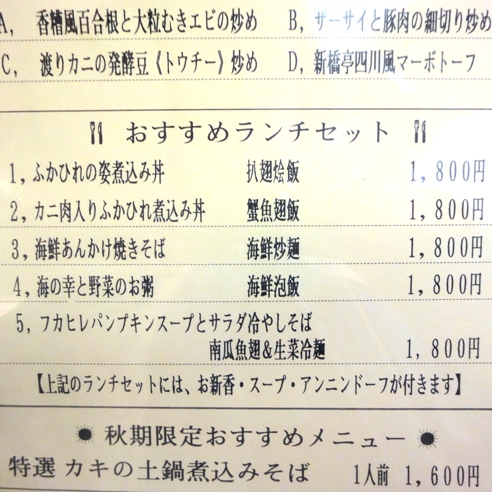 A, 香糟風百合根と大粒むきエビの炒め B, ザーサイと豚肉の細切り炒め
C, 渡りカニの発酵豆《トウチー》炒め D, 新橋亭四川風マーボトーフ
おすすめランチセット
1, ふかひれの姿煮込み丼 扒翅烩飯 1,800円
2, カニ肉入りふかひれ煮込み丼 蟹魚翅飯 1,800円
3, 海鮮あんかけ焼きそば 海鮮炒麺 1,800円
4, 海の幸と野菜のお粥 海鮮泡飯 1,800円
5, フカヒレパンプキンスープとサラダ冷やしそば
南瓜魚翅&生菜冷麺 1,800円
【上記のランチセットには、お新香・スープ・アンニンドーフが付きます】
秋期限定おすすめメニュー
特選 カキの土鍋煮込みそば 1人前 1,600円